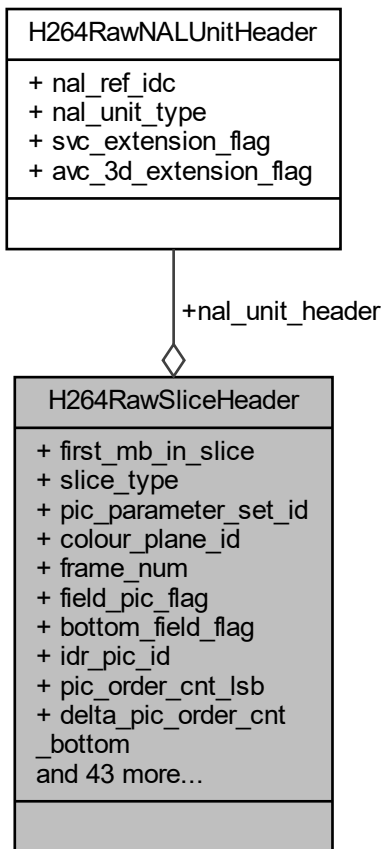 H264RawNALUnitHeader
+ nal_ref_idc
+ nal_unit_type
+ svc_extension_flag
+ avc_3d_extension_flag
+nal_unit_header
H264RawSliceHeader
+ first_mb_in_slice
+ slice_type
+ pic_parameter_set_id
+ colour_plane_id
+ frame_num
+ field_pic_flag
+ bottom_field_flag
+ idr_pic_id
+ pic_order_cnt_lsb
+ delta_pic_order_cnt
_bottom
and 43 more...